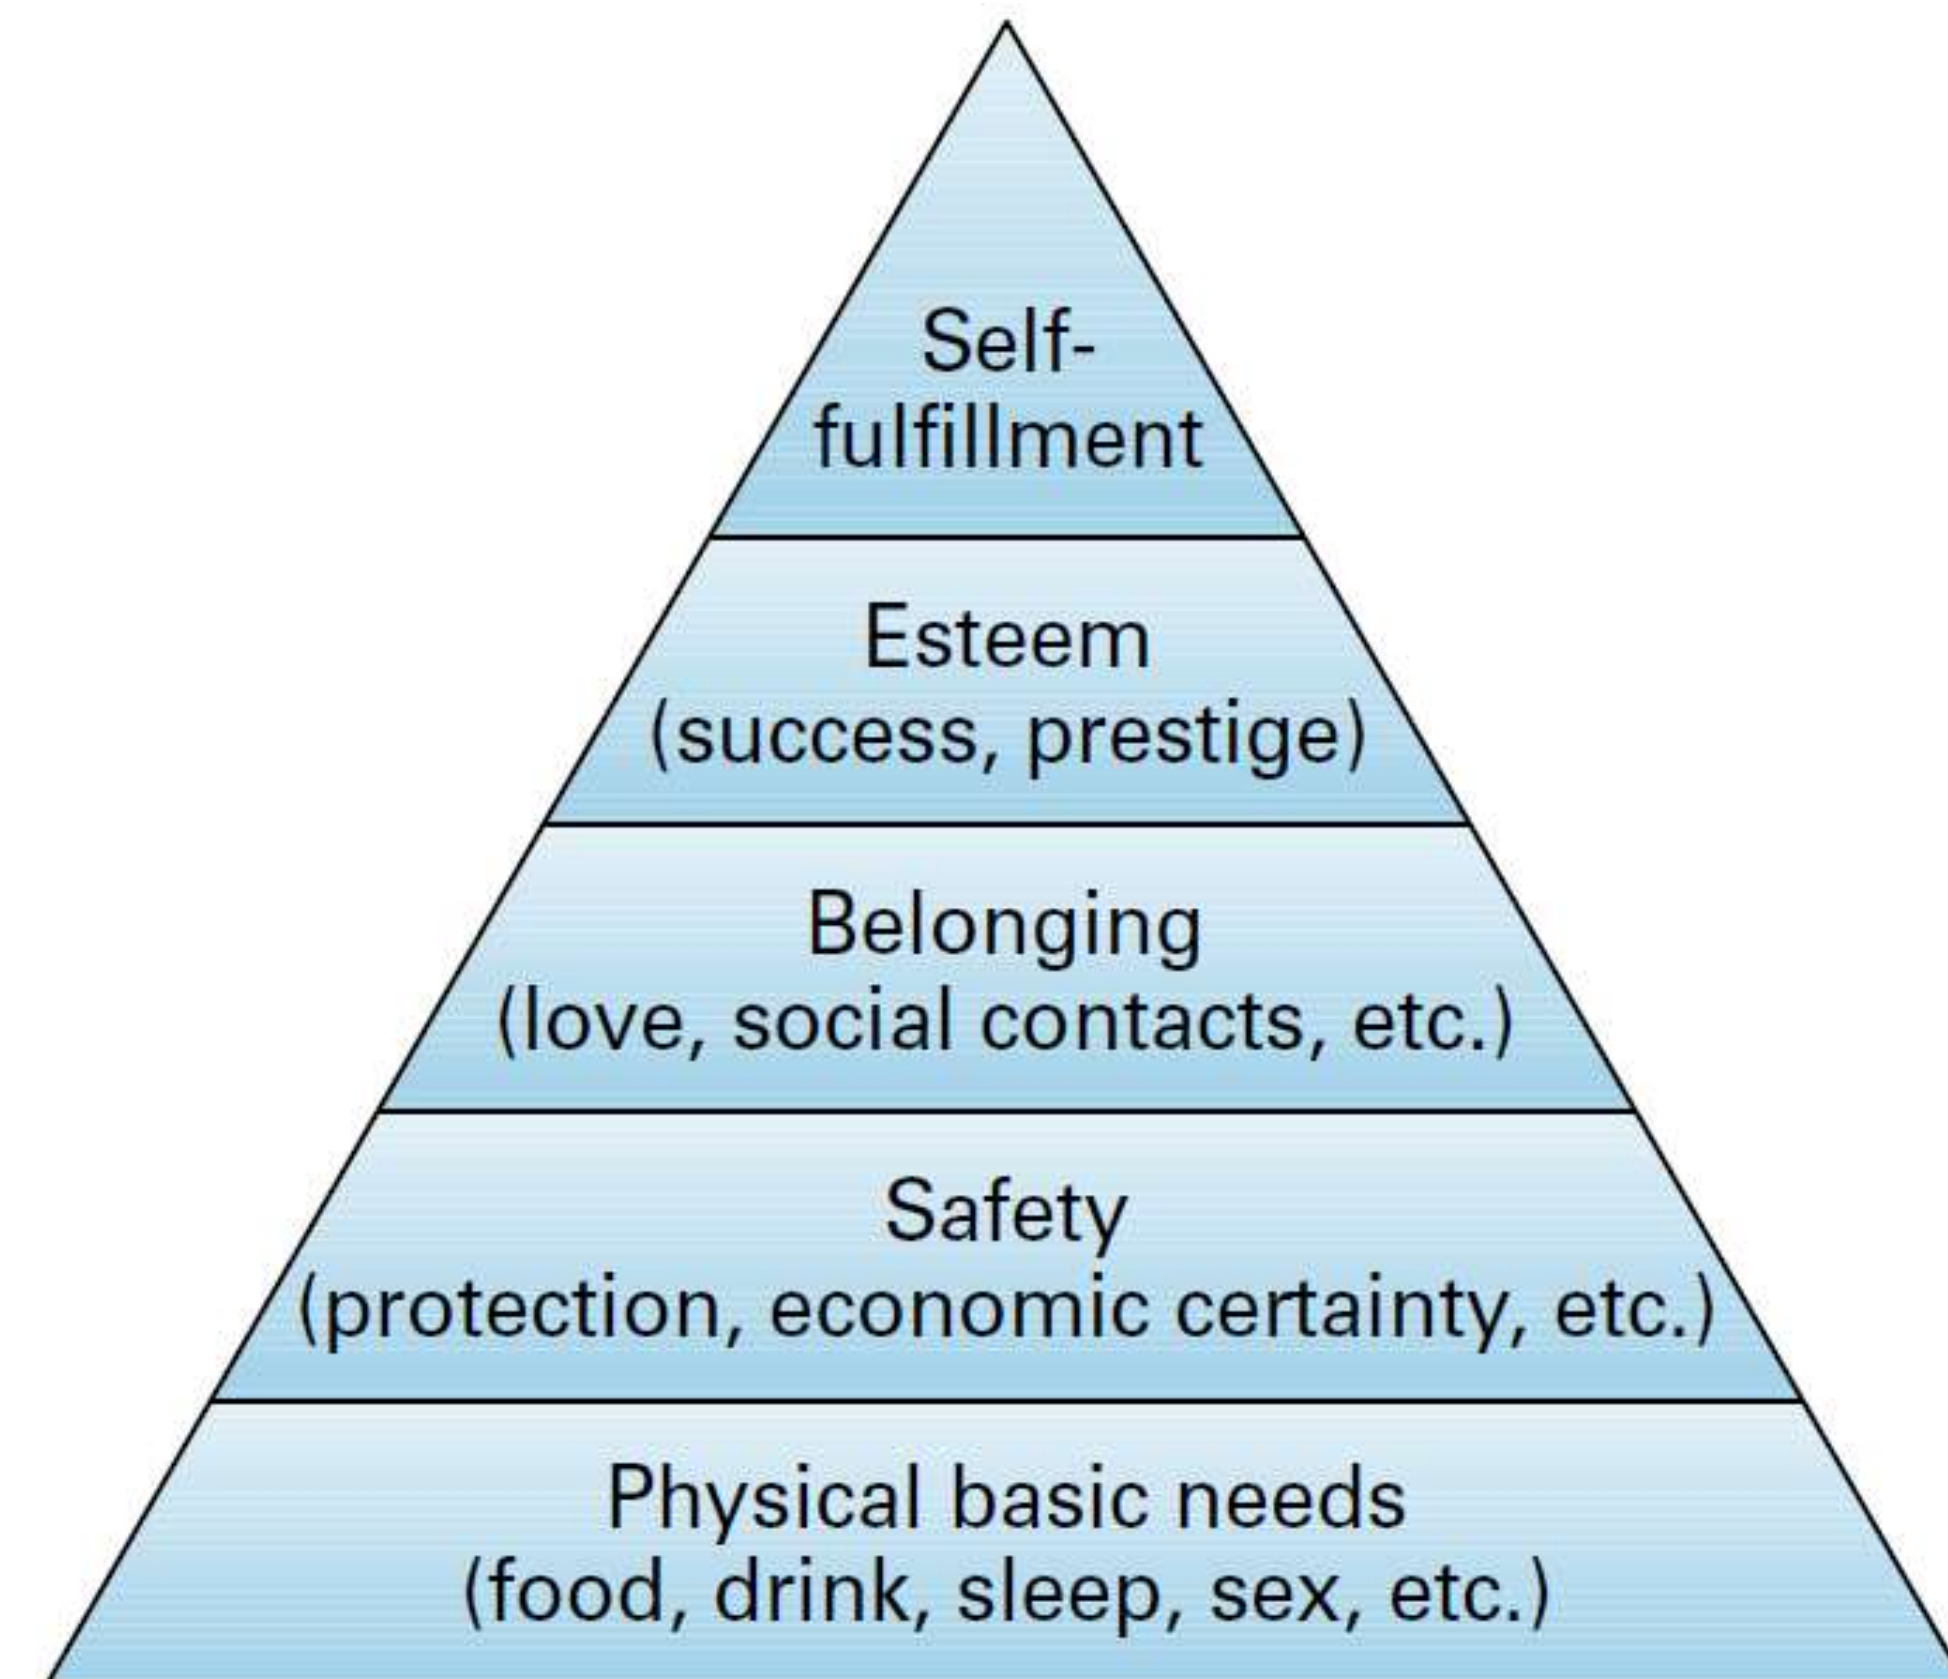 Self-
fulfillment
Esteem
(success, prestige)
Belonging
(love, social contacts, etc.)
Safety
(protection, economic certainty, etc.)
Physical basic needs
(food, drink, sleep, sex, etc.)